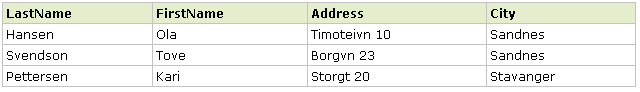 LastName FirstName Address City
Hansen Ola Timoteivn 10 Sandnes
Svendson Tove Borgvn 23 Sandnes
Pettersen Kari Storgt 20 Stavanger